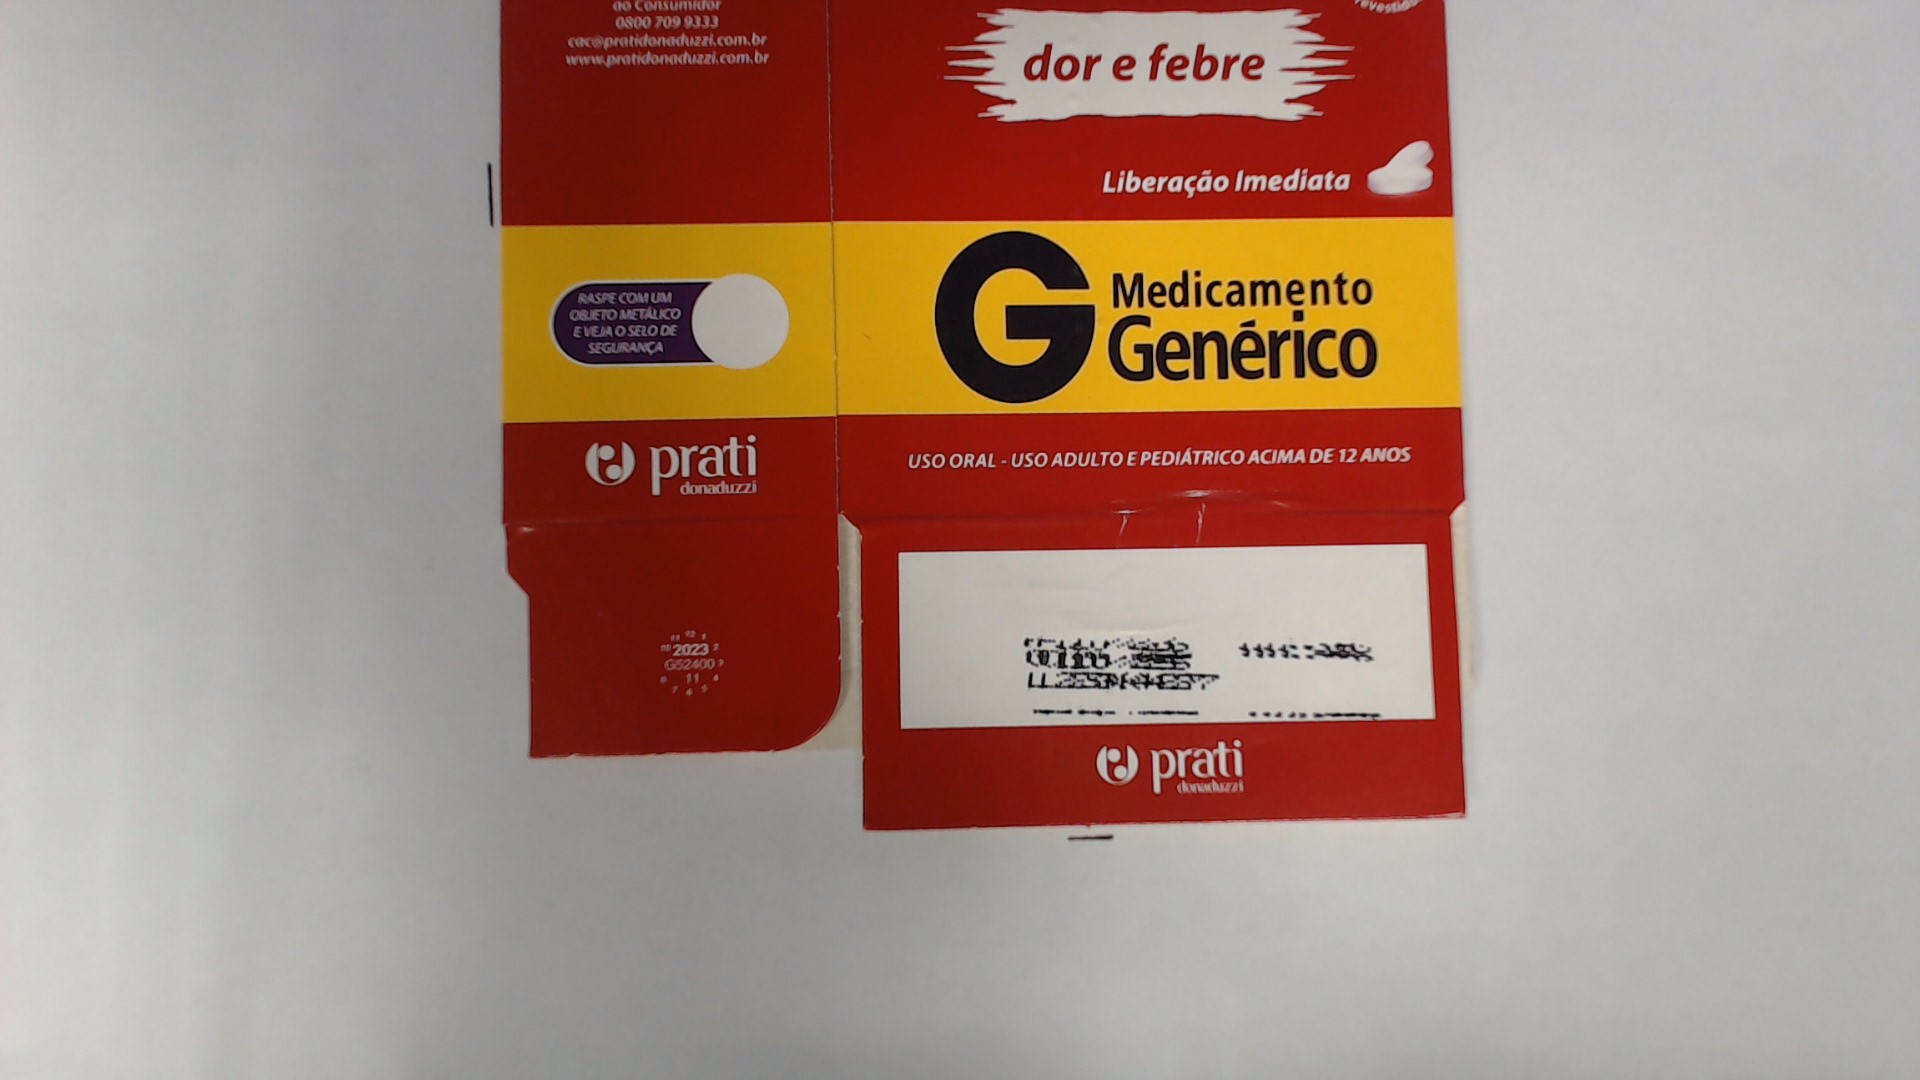 ao Consumidor
0800 709 9333
cac@pratidonaduzzi.com.br
www.pratidonaduzzi.com.br
RASPE COM UM
OBJETO METÁLICO
E VEJA O SELO DE
SEGURANÇA
prati
donaduzzi
2023
G52400
11
revestidos
dor e febre
Liberação Imediata
G Medicamento
Genérico
USO ORAL - USO ADULTO E PEDIÁTRICO ACIMA DE 12 ANOS
prati
donaduzzi